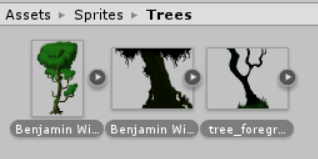 Assets ▸ Sprites ▸ Trees
Benjamin Wi... Benjamin Wi... tree_foregr...